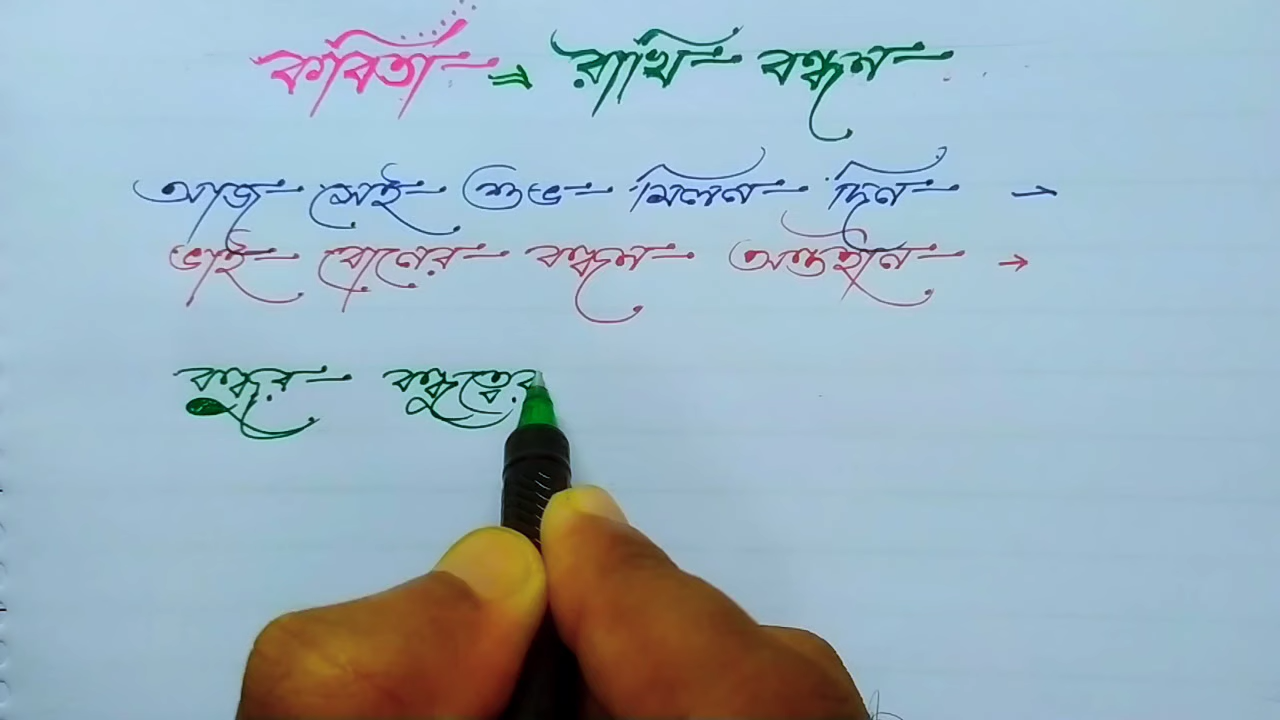 কবিতা = রাখি বন্ধন
আজ সেই শুভ মিলন দিন →
ভাই বোনের বন্ধন অন্তহীন →
বন্ধুর বন্ধুত্বের